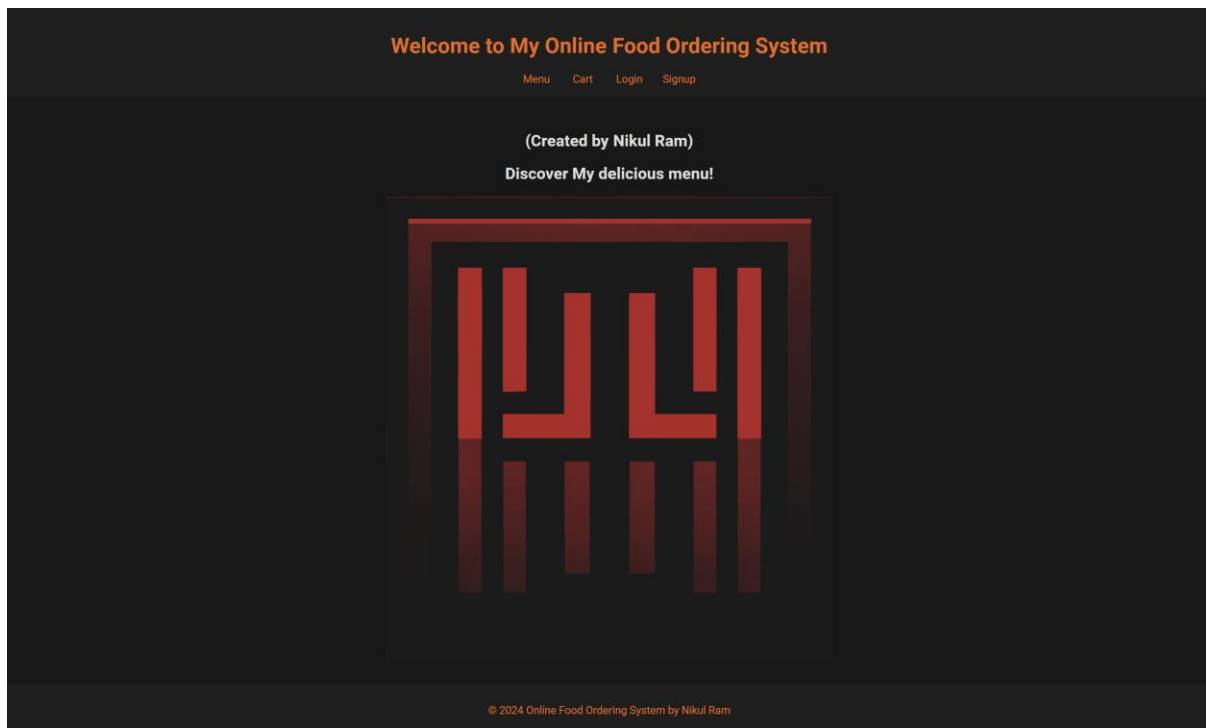 Welcome to My Online Food Ordering System
Menu Cart Login Signup
(Created by Nikul Ram)
Discover My delicious menu!
© 2024 Online Food Ordering System by Nikul Ram